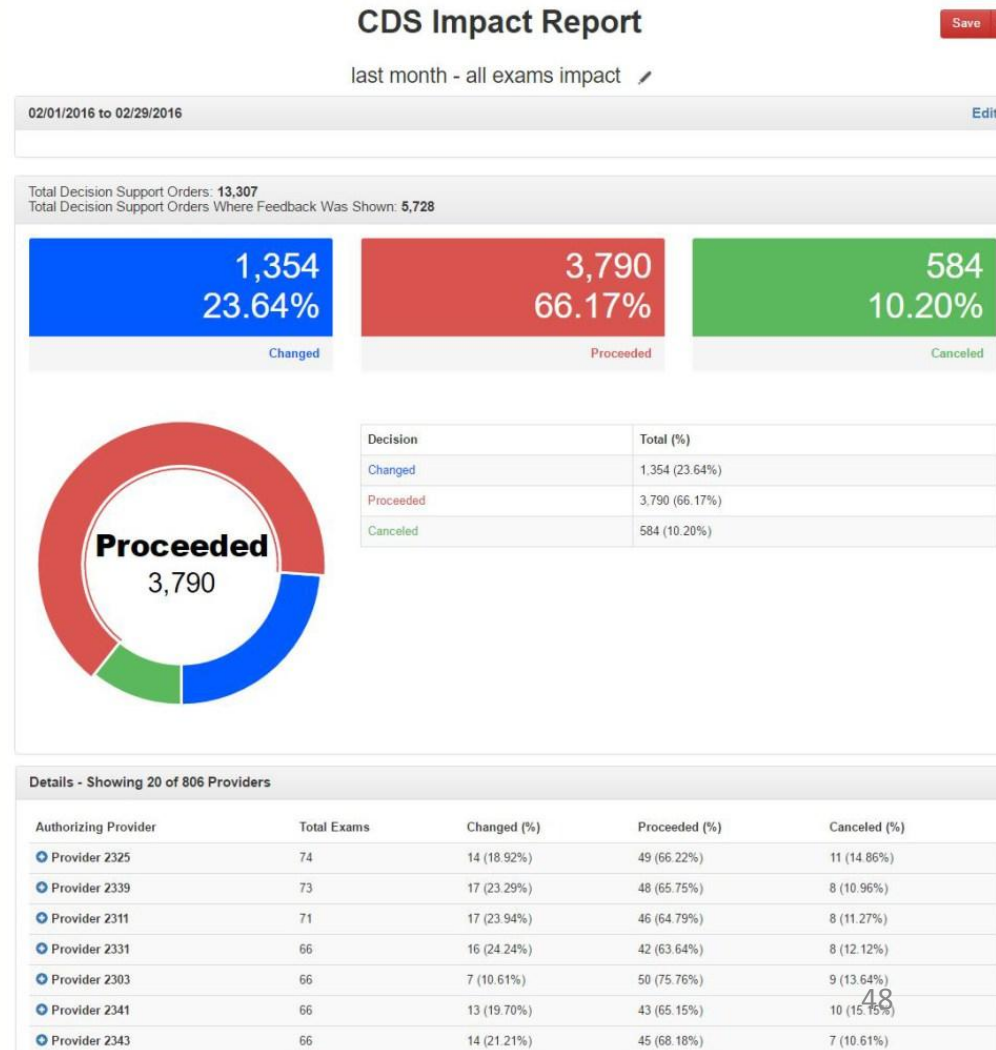 CDS Impact Report
Save
last month - all exams impact
02/01/2016 to 02/29/2016 Edit
Total Decision Support Orders: 13,307
Total Decision Support Orders Where Feedback Was Shown: 5,728
1,354 3,790 584
23.64% 66.17% 10.20%
Changed Proceeded Canceled
Decision Total (%)
Changed 1,354 (23.64%)
Proceeded 3,790 (66.17%)
Canceled 584 (10.20%)
Proceeded
3,790
Details - Showing 20 of 806 Providers
Authorizing Provider Total Exams Changed (%) Proceeded (%) Canceled (%)
Provider 2325 74 14 (18.92%) 49 (66.22%) 11 (14.86%)
Provider 2339 73 17 (23.29%) 48 (65.75%) 8 (10.96%)
Provider 2311 71 17 (23.94%) 46 (64.79%) 8 (11.27%)
Provider 2331 66 16 (24.24%) 42 (63.64%) 8 (12.12%)
Provider 2303 66 7 (10.61%) 50 (75.76%) 9 (13.64%)
48
Provider 2341 66 13 (19.70%) 43 (65.15%) 10 (15.15%)
Provider 2343 66 14 (21.21%) 45 (68.18%) 7 (10.61%)